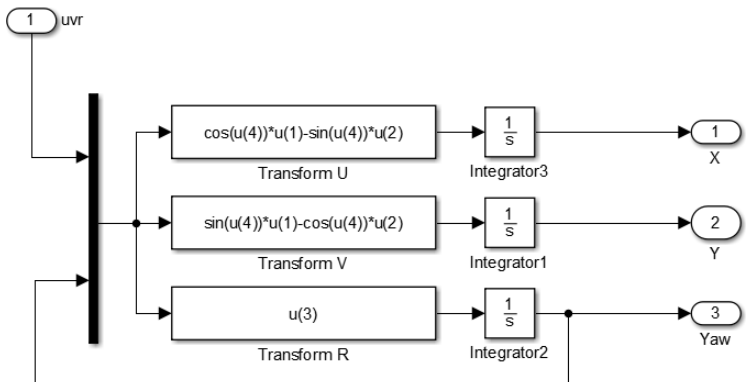 1
uvr
cos(u(4))*u(1)-sin(u(4))*u(2)
Transform U
1
s
Integrator3
1
X
sin(u(4))*u(1)-cos(u(4))*u(2)
Transform V
1
s
Integrator1
2
Y
u(3)
Transform R
1
s
Integrator2
3
Yaw